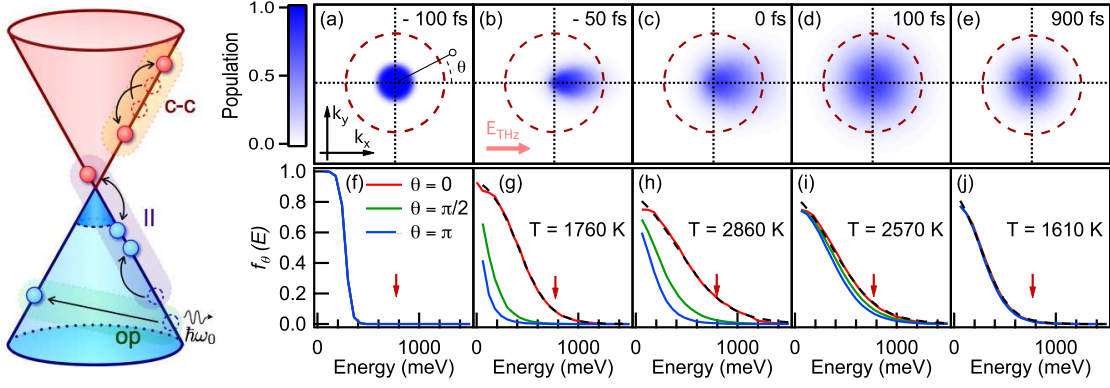 c-c
II
op
ħω₀
Population
1.0
0.5
0.0
(a) - 100 fs
θ
k_y
k_x
(b) - 50 fs
E_THz
(c) 0 fs
(d) 100 fs
(e) 900 fs
f_θ(E)
1.0
0.8
0.6
0.4
0.2
0.0
(f)
θ = 0
θ = π/2
θ = π
(g)
T = 1760 K
(h)
T = 2860 K
(i)
T = 2570 K
(j)
T = 1610 K
0 1000
0 1000
0 1000
0 1000
0 1000
Energy (meV)
Energy (meV)
Energy (meV)
Energy (meV)
Energy (meV)